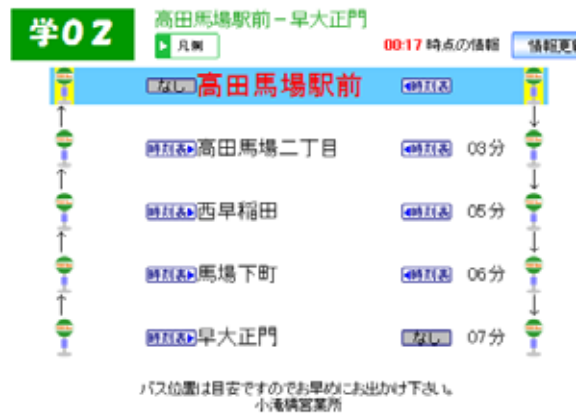 学02 高田馬場駅前－早大正門
凡例 00:17 時点の情報 情報更新
なし 高田馬場駅前 ◀時刻表
時刻表▶ 高田馬場二丁目 ◀時刻表 03分
時刻表▶ 西早稲田 ◀時刻表 05分
時刻表▶ 馬場下町 ◀時刻表 06分
時刻表▶ 早大正門 なし 07分
バス位置は目安ですのでお早めにお出かけ下さい。
小滝橋営業所